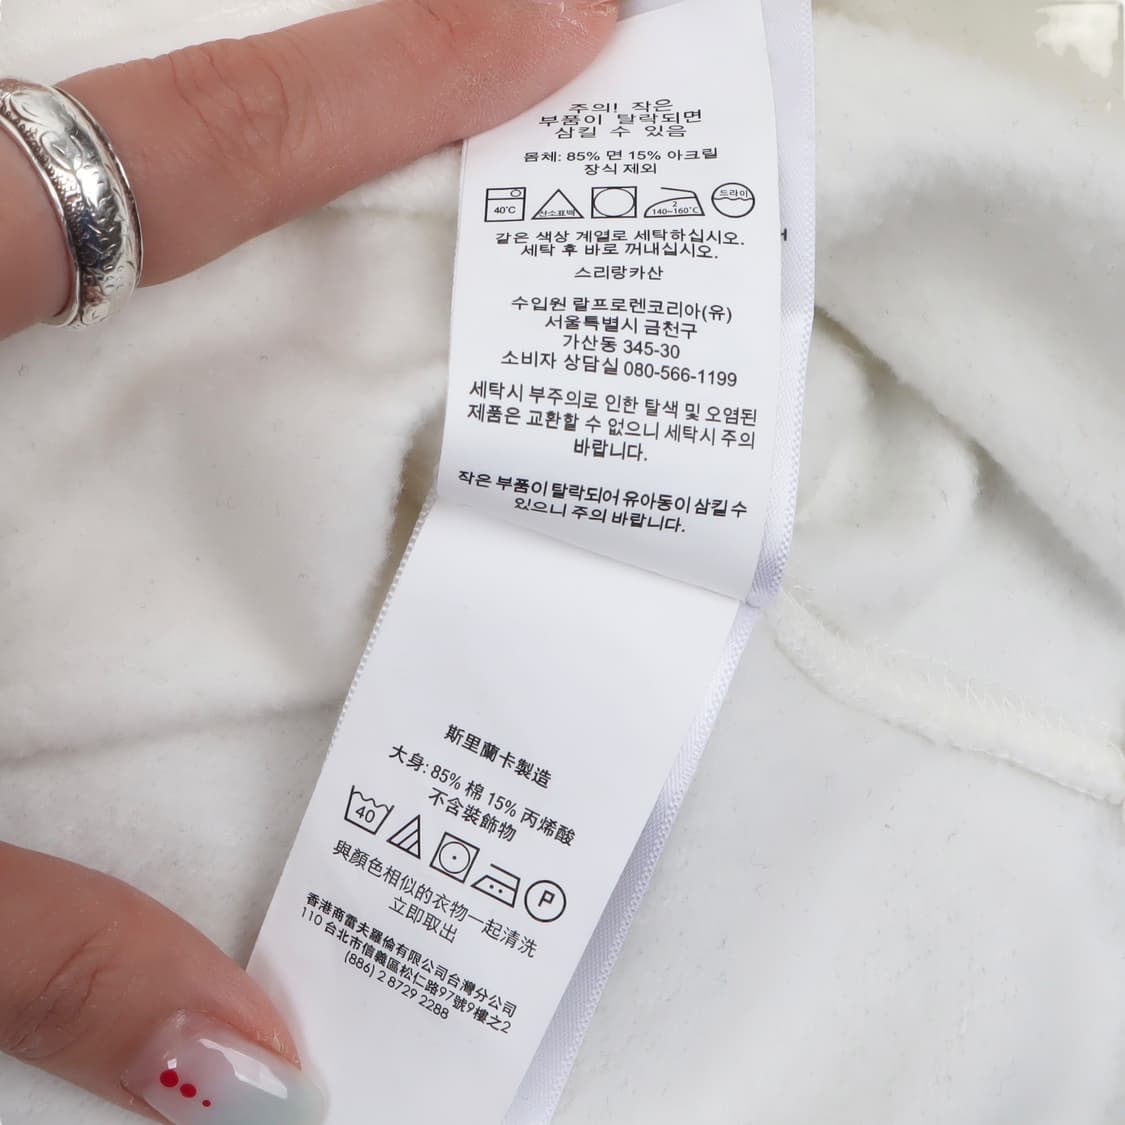 주의! 작은
부품이 탈락되면
삼킬 수 있음
몸체: 85% 면 15% 아크릴
장식 제외
40°C
산소표백
2
140~160°C
드라이
같은 색상 계열로 세탁하십시오.
세탁 후 바로 꺼내십시오.
스리랑카산
수입원 랄프로렌코리아(유)
서울특별시 금천구
가산동 345-30
소비자 상담실 080-566-1199
세탁시 부주의로 인한 탈색 및 오염된
제품은 교환할 수 없으니 세탁시 주의
바랍니다.
작은 부품이 탈락되어 유아동이 삼킬 수
있으니 주의 바랍니다.
斯里蘭卡製造
大身: 85% 棉 15% 丙烯酸
不含裝飾物
40
P
與顏色相似的衣物一起清洗
立即取出
香港商雷夫羅倫有限公司台灣分公司
110 台北市信義區松仁路97號9樓之2
(886) 2 8729 2288